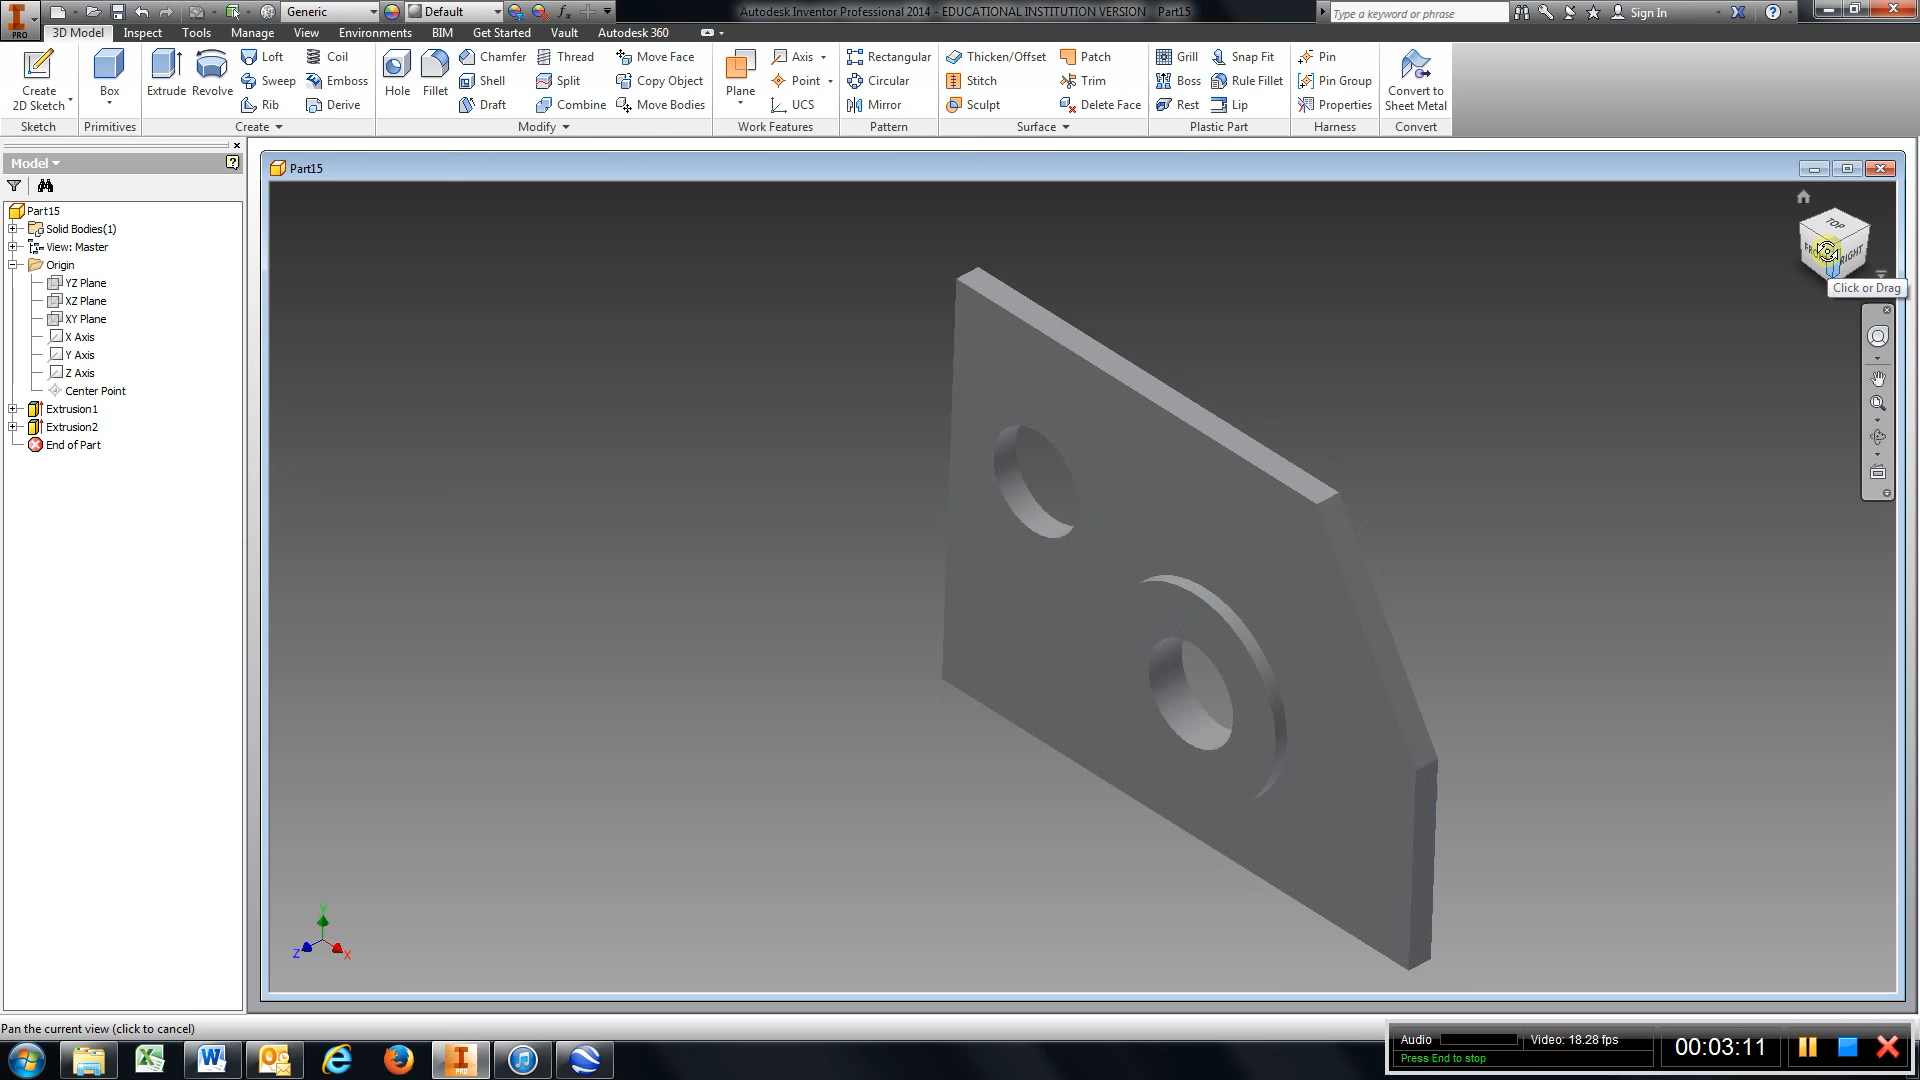 Generic
Default
Autodesk Inventor Professional 2014 - EDUCATIONAL INSTITUTION VERSION Part15
Type a keyword or phrase
Sign In
PRO
3D Model Inspect Tools Manage View Environments BIM Get Started Vault Autodesk 360
Create 2D Sketch
Box
Extrude Revolve
Loft Coil
Sweep Emboss
Rib Derive
Hole Fillet
Chamfer Thread Move Face
Shell Split Copy Object
Draft Combine Move Bodies
Plane
Axis
Point
UCS
Rectangular
Circular
Mirror
Thicken/Offset Patch
Stitch Trim
Sculpt Delete Face
Grill Snap Fit
Boss Rule Fillet
Rest Lip
Pin
Pin Group
Properties
Convert to Sheet Metal
Sketch Primitives Create Modify Work Features Pattern Surface Plastic Part Harness Convert
Model
Part15
Solid Bodies(1)
View: Master
Origin
YZ Plane
XZ Plane
XY Plane
X Axis
Y Axis
Z Axis
Center Point
Extrusion1
Extrusion2
End of Part
Part15
TOP
RIGHT
Click or Drag
Y
Z
X
Pan the current view (click to cancel)
Audio
Video: 18.28 fps
Press End to stop
00:03:11
PRO